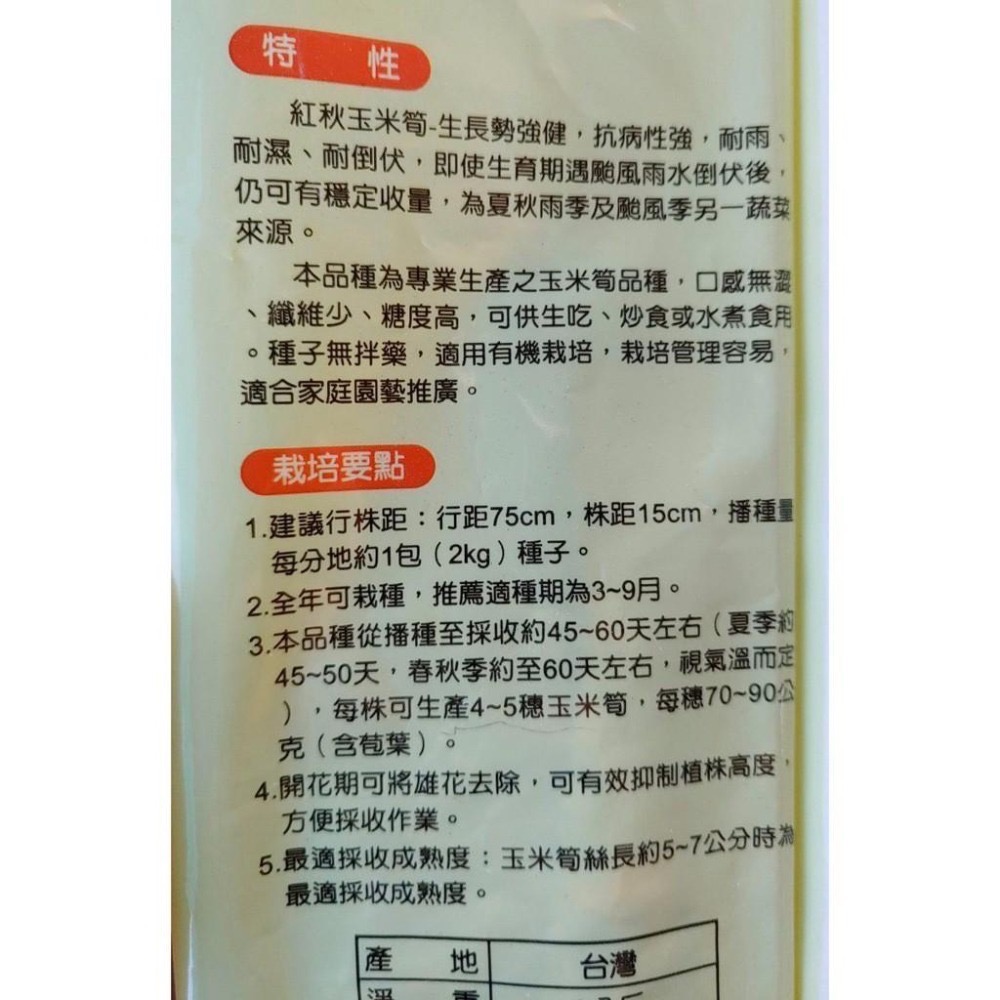 特 性
紅秋玉米筍-生長勢強健，抗病性強，耐雨、
耐濕、耐倒伏，即使生育期遇颱風雨水倒伏後，
仍可有穩定收量，為夏秋雨季及颱風季另一蔬菜
來源。
本品種為專業生產之玉米筍品種，口感無澀
、纖維少、糖度高，可供生吃、炒食或水煮食用
。種子無拌藥，適用有機栽培，栽培管理容易，
適合家庭園藝推廣。
栽培要點
1.建議行株距：行距75cm，株距15cm，播種量
每分地約1包（2kg）種子。
2.全年可栽種，推薦適種期為3~9月。
3.本品種從播種至採收約45~60天左右（夏季約
45~50天，春秋季約至60天左右，視氣溫而定
），每株可生產4~5穗玉米筍，每穗70~90公
克（含苞葉）。
4.開花期可將雄花去除，可有效抑制植株高度，
方便採收作業。
5.最適採收成熟度：玉米筍絲長約5~7公分時為
最適採收成熟度。
產 地 台灣
淨 重